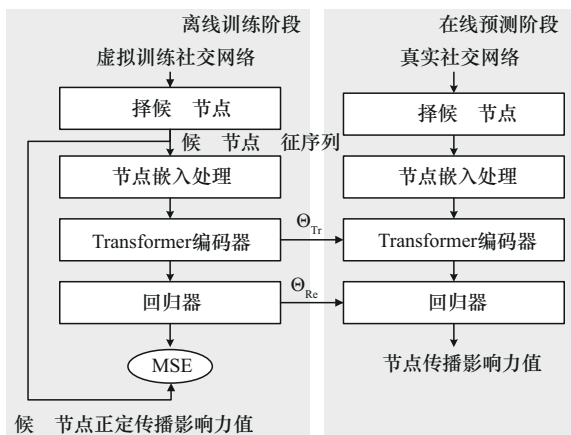 离线训练阶段
虚拟训练社交网络
择候 节点
候 节点 征序列
节点嵌入处理
Transformer编码器
回归器
MSE
候 节点正定传播影响力值
Θ_Tr
Θ_Re
在线预测阶段
真实社交网络
择候 节点
节点嵌入处理
Transformer编码器
回归器
节点传播影响力值